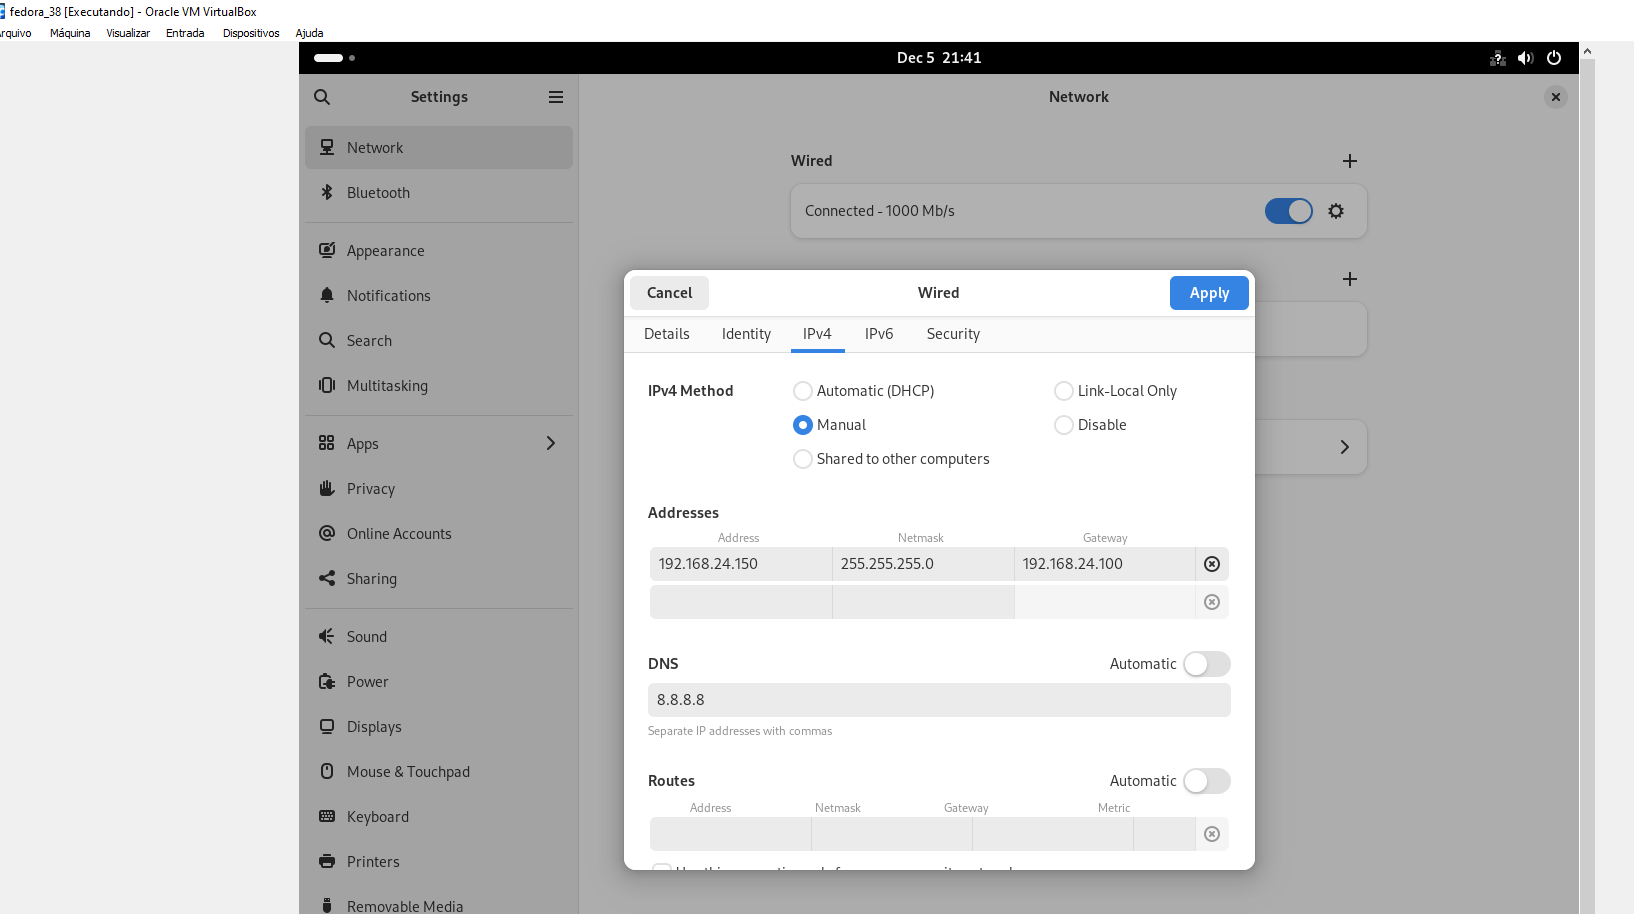 fedora_38 [Executando] - Oracle VM VirtualBox
Máquina Visualizar Entrada Dispositivos Ajuda
Dec 5 21:41
Settings
Network
Network
Bluetooth
Appearance
Notifications
Search
Multitasking
Apps
Privacy
Online Accounts
Sharing
Sound
Power
Displays
Mouse & Touchpad
Keyboard
Printers
Removable Media
Wired
Connected - 1000 Mb/s
Cancel
Wired
Apply
Details Identity IPv4 IPv6 Security
IPv4 Method
Automatic (DHCP)
Link-Local Only
Manual
Disable
Shared to other computers
Addresses
Address Netmask Gateway
192.168.24.150 255.255.255.0 192.168.24.100
DNS
Automatic
8.8.8.8
Separate IP addresses with commas
Routes
Automatic
Address Netmask Gateway Metric